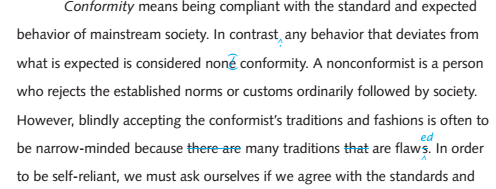 Conformity means being compliant with the standard and expected
behavior of mainstream society. In contrast, any behavior that deviates from
what is expected is considered none conformity. A nonconformist is a person
who rejects the established norms or customs ordinarily followed by society.
However, blindly accepting the conformist's traditions and fashions is often to
ed
be narrow-minded because there are many traditions that are flaws. In order
to be self-reliant, we must ask ourselves if we agree with the standards and